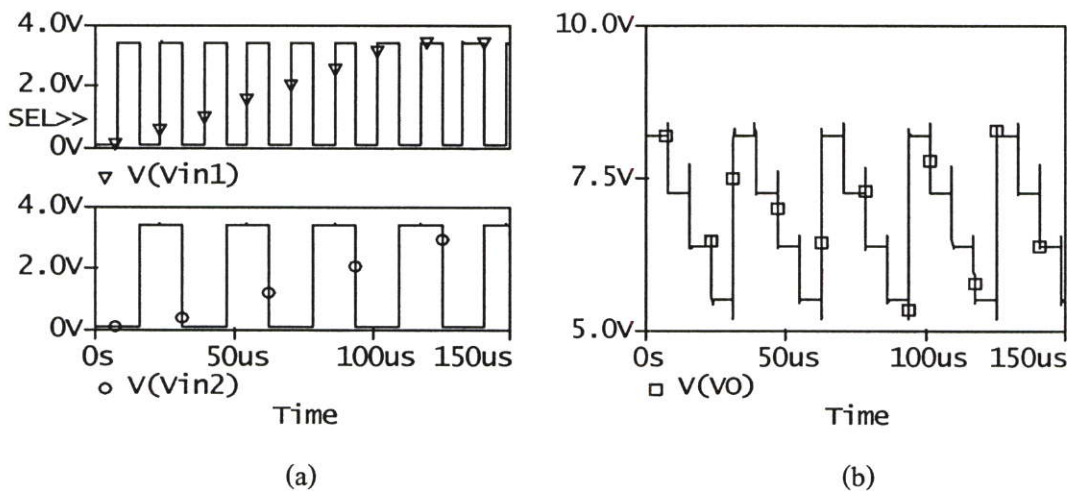 4.0V
2.0V
SEL>>
0V
V(Vin1)
4.0V
2.0V
0V
0s 50us 100us 150us
V(Vin2)
Time
(a)
10.0V
7.5V
5.0V
0s 50us 100us 150us
V(VO)
Time
(b)